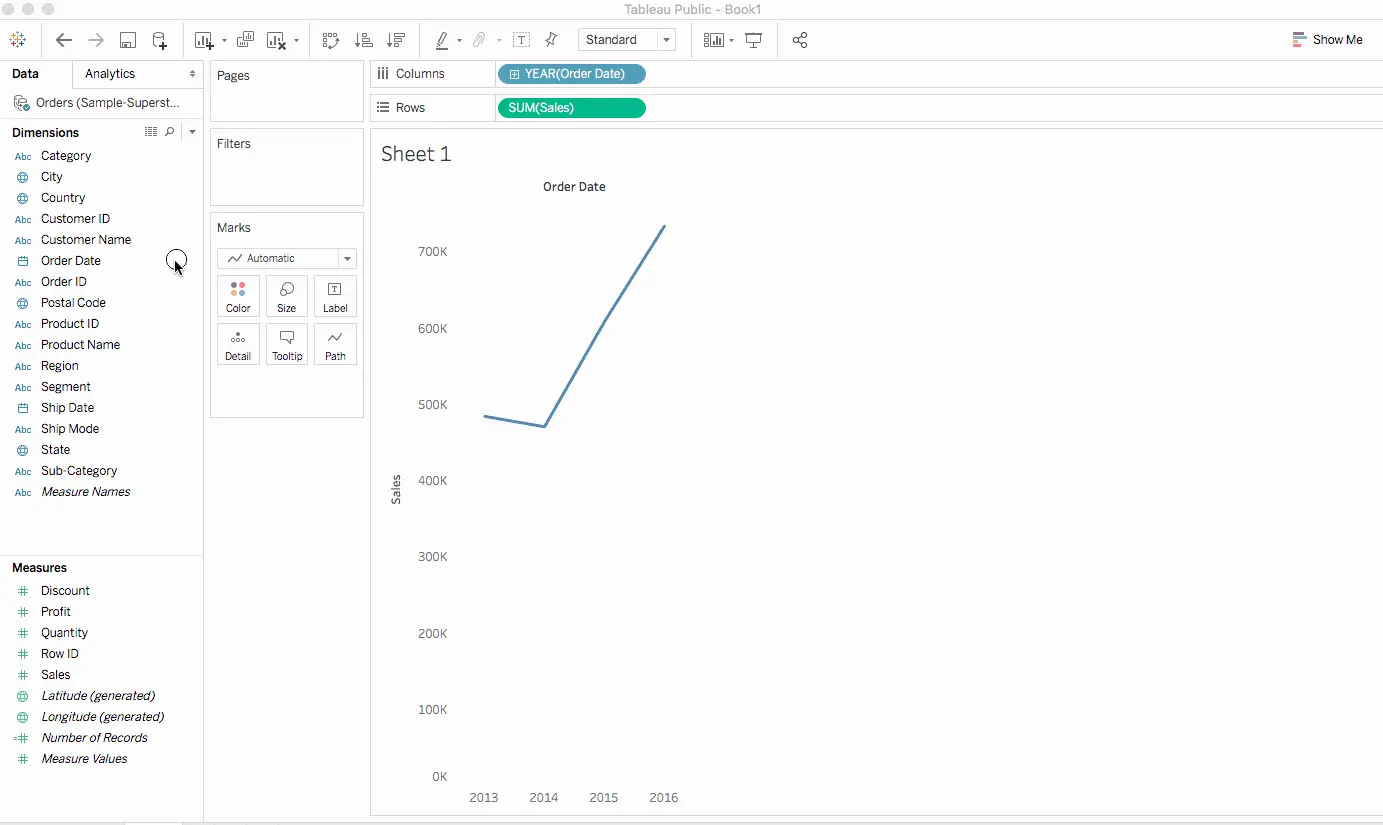 Tableau Public - Book1
Standard
Show Me
Data
Analytics
Pages
Columns
YEAR(Order Date)
Orders (Sample-Superst...
Rows
SUM(Sales)
Dimensions
Filters
Sheet 1
Abc Category
City
Country
Abc Customer ID
Abc Customer Name
Order Date
Abc Order ID
Postal Code
Abc Product ID
Abc Product Name
Abc Region
Abc Segment
Ship Date
Abc Ship Mode
State
Abc Sub-Category
Abc Measure Names
Measures
Discount
Profit
Quantity
Row ID
Sales
Latitude (generated)
Longitude (generated)
Number of Records
Measure Values
Marks
Automatic
Color Size Label
Detail Tooltip Path
Order Date
700K
600K
500K
400K
300K
200K
100K
0K
Sales
2013 2014 2015 2016